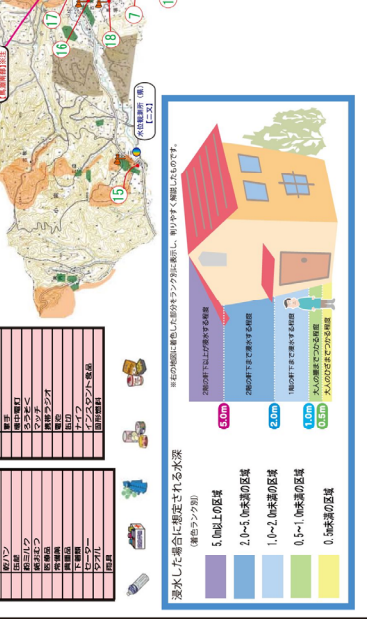 17
16
18
7
15
水位観測所（県）
【二又】
軍手
懐中電灯
ろうそく
マッチ
携帯ラジオ
電池
缶切
ナイフ
インスタント食品
固形燃料
乾パン
缶詰
粉ミルク
紙おむつ
医療品
常備薬
貴重品
下着類
セーター
タオル
雨具
※右の地図に着色した部分をランク別に表示し、判りやすく解説したものです。
浸水した場合に想定される水深
（着色ランク別）
5.0m以上の区域
2.0～5.0m未満の区域
1.0～2.0m未満の区域
0.5～1.0m未満の区域
0.5m未満の区域
5.0m
2.0m
1.0m
0.5m
2階の軒下以上が浸水する程度
2階の軒下まで浸水する程度
1階の軒下まで浸水する程度
大人の腰までつかる程度
大人のひざまでつかる程度